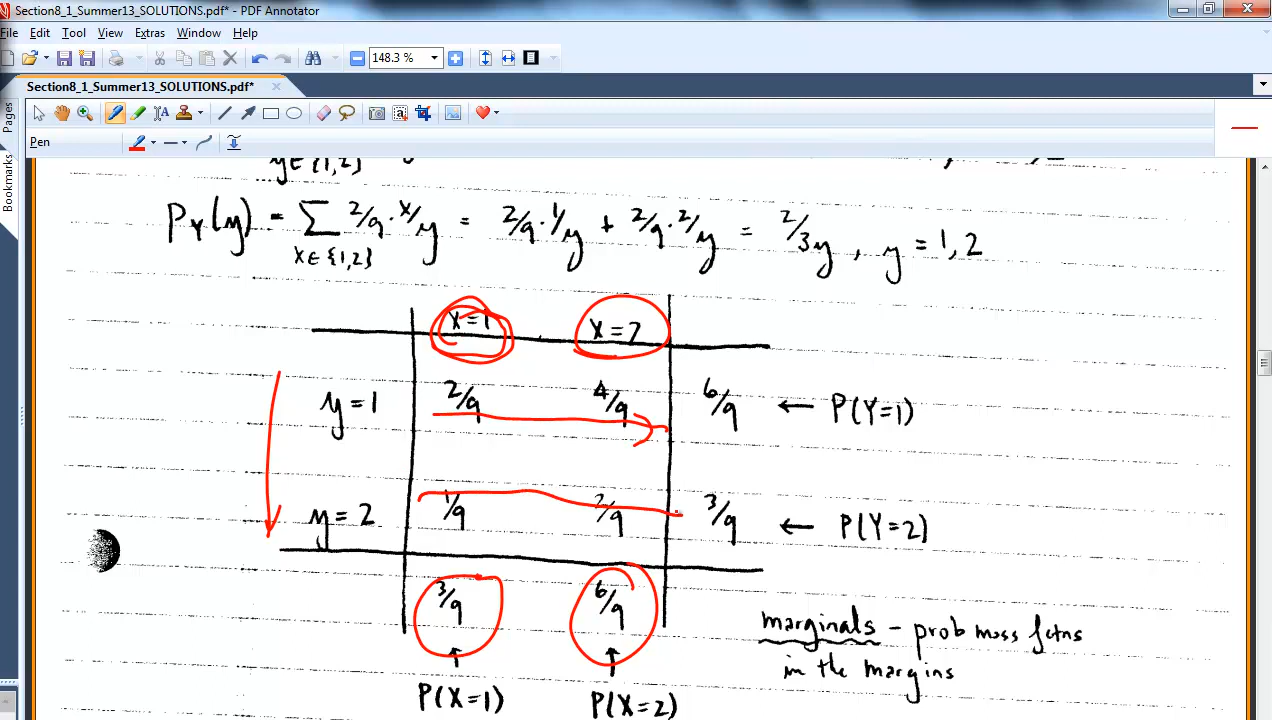 Section8_1_Summer13_SOLUTIONS.pdf* - PDF Annotator
File Edit Tool View Extras Window Help
148.3 %
Section8_1_Summer13_SOLUTIONS.pdf*
Pen
Pages
Bookmarks
y∈{1,2}
P_Y(y) = ∑ 2/9 · x/y = 2/9 · 1/y + 2/9 · 2/y = 2/3y , y = 1, 2
x∈{1,2}
x=1 x=2
y=1 2/9 4/9 6/9 ← P(Y=1)
y=2 1/9 2/9 3/9 ← P(Y=2)
3/9 6/9
↑ ↑
P(X=1) P(X=2)
marginals - prob mass fctns
in the margins